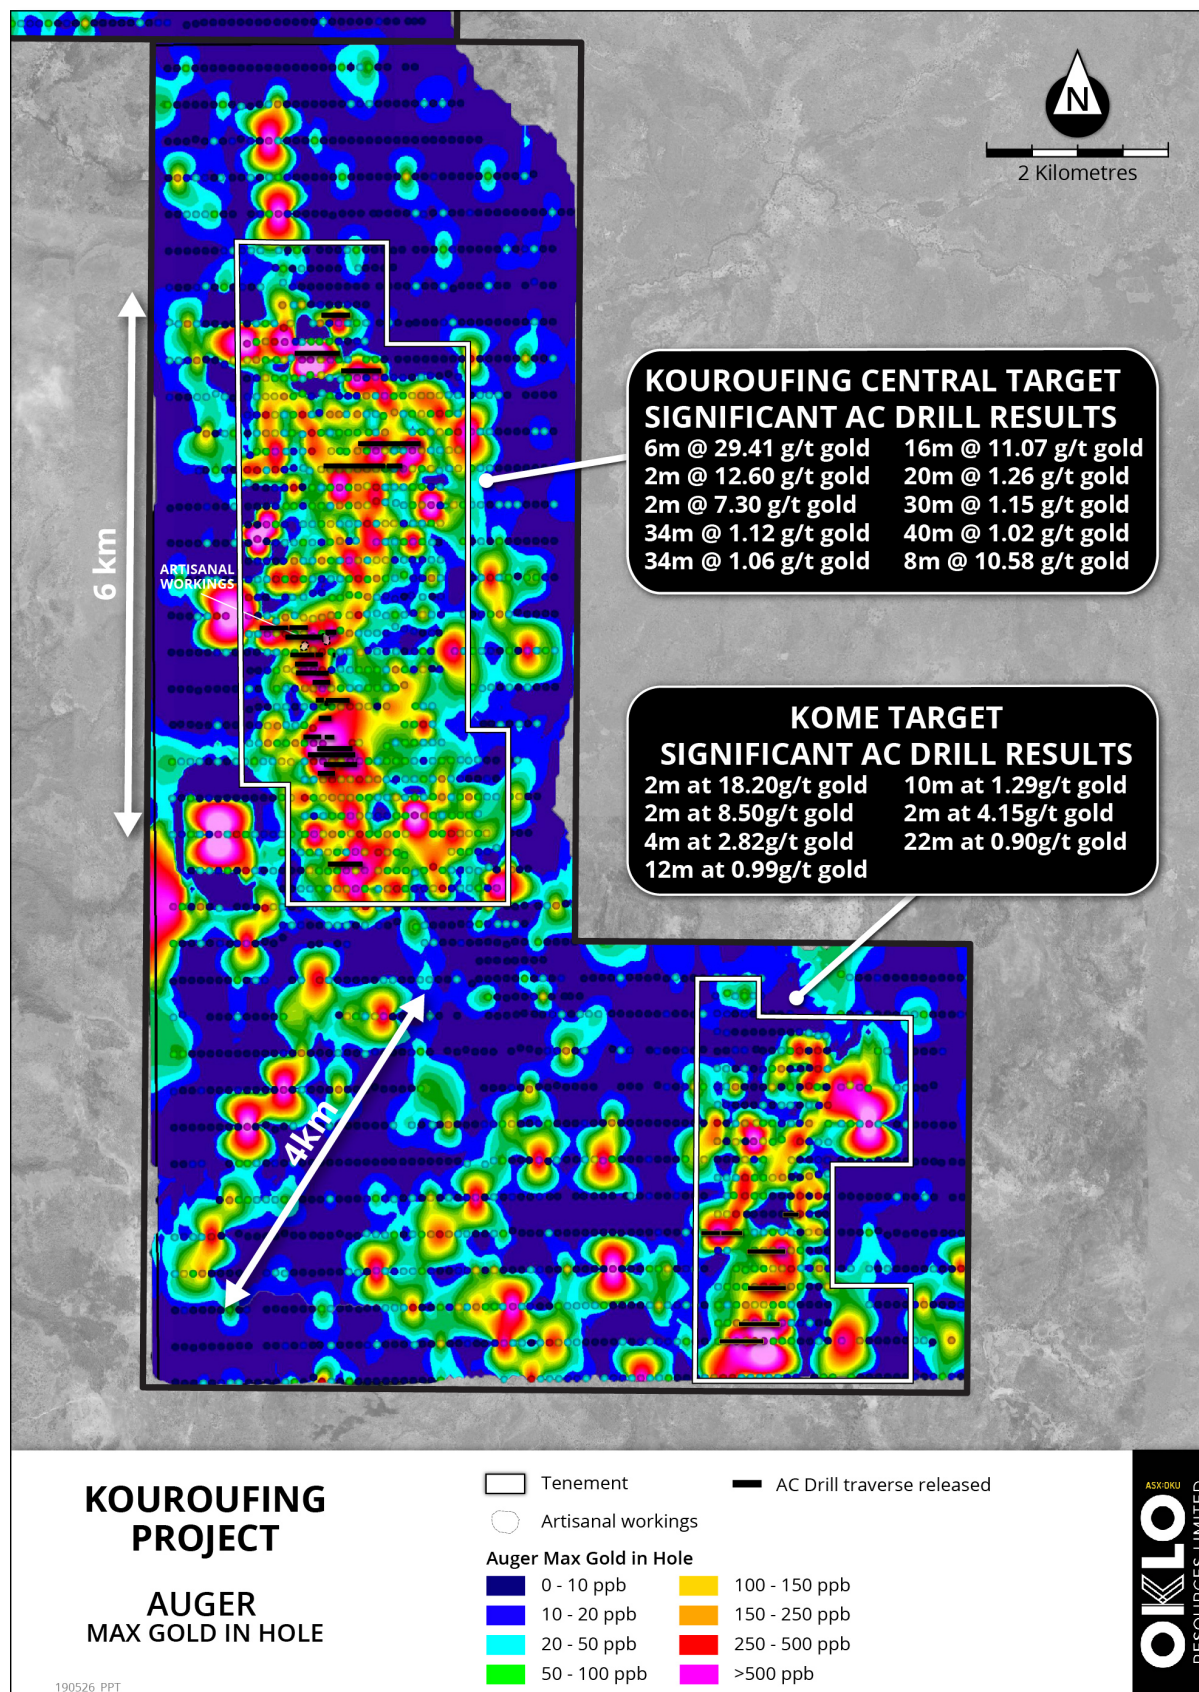 N
2 Kilometres
KOUROUFING CENTRAL TARGET
SIGNIFICANT AC DRILL RESULTS
6m @ 29.41 g/t gold 16m @ 11.07 g/t gold
2m @ 12.60 g/t gold 20m @ 1.26 g/t gold
2m @ 7.30 g/t gold 30m @ 1.15 g/t gold
34m @ 1.12 g/t gold 40m @ 1.02 g/t gold
34m @ 1.06 g/t gold 8m @ 10.58 g/t gold
6 km
ARTISANAL
WORKINGS
KOME TARGET
SIGNIFICANT AC DRILL RESULTS
2m at 18.20g/t gold 10m at 1.29g/t gold
2m at 8.50g/t gold 2m at 4.15g/t gold
4m at 2.82g/t gold 22m at 0.90g/t gold
12m at 0.99g/t gold
4km
KOUROUFING
PROJECT
AUGER
MAX GOLD IN HOLE
190526_PPT
Tenement
AC Drill traverse released
Artisanal workings
Auger Max Gold in Hole
0 - 10 ppb
10 - 20 ppb
20 - 50 ppb
50 - 100 ppb
100 - 150 ppb
150 - 250 ppb
250 - 500 ppb
>500 ppb
ASX:OKU
OKLO
RESOURCES LIMITED